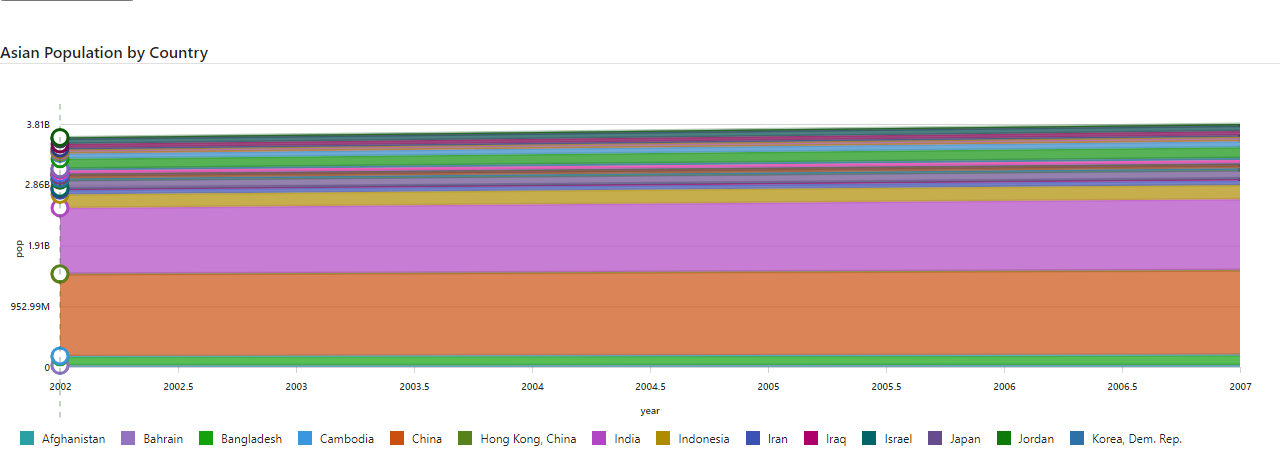 Asian Population by Country
3.81B
2.86B
1.91B
952.99M
0
pop
2002 2002.5 2003 2003.5 2004 2004.5 2005 2005.5 2006 2006.5 2007
year
Afghanistan Bahrain Bangladesh Cambodia China Hong Kong, China India Indonesia Iran Iraq Israel Japan Jordan Korea, Dem. Rep.